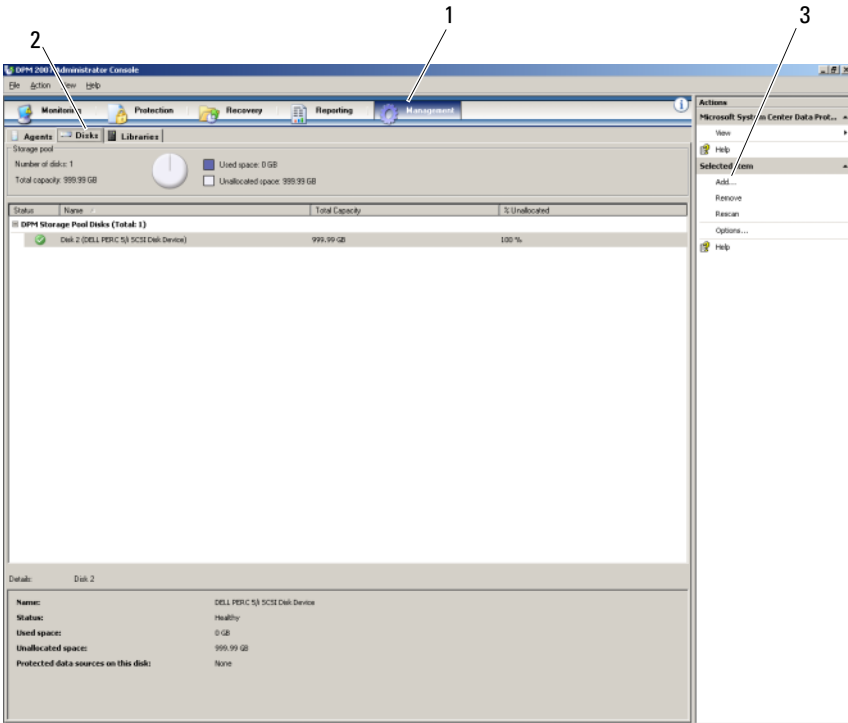 1
2
3
DPM 2007 Administrator Console
File Action View Help
Monitoring Protection Recovery Reporting Management
Agents Disks Libraries
Storage pool
Number of disks: 1
Total capacity: 999.99 GB
Used space: 0 GB
Unallocated space: 999.99 GB
Status Name Total Capacity % Unallocated
DPM Storage Pool Disks (Total: 1)
Disk 2 (DELL PERC 5/i SCSI Disk Device) 999.99 GB 100 %
Details: Disk 2
Name: DELL PERC 5/i SCSI Disk Device
Status: Healthy
Used space: 0 GB
Unallocated space: 999.99 GB
Protected data sources on this disk: None
Actions
Microsoft System Center Data Prot...
View
Help
Selected Item
Add...
Remove
Rescan
Options...
Help